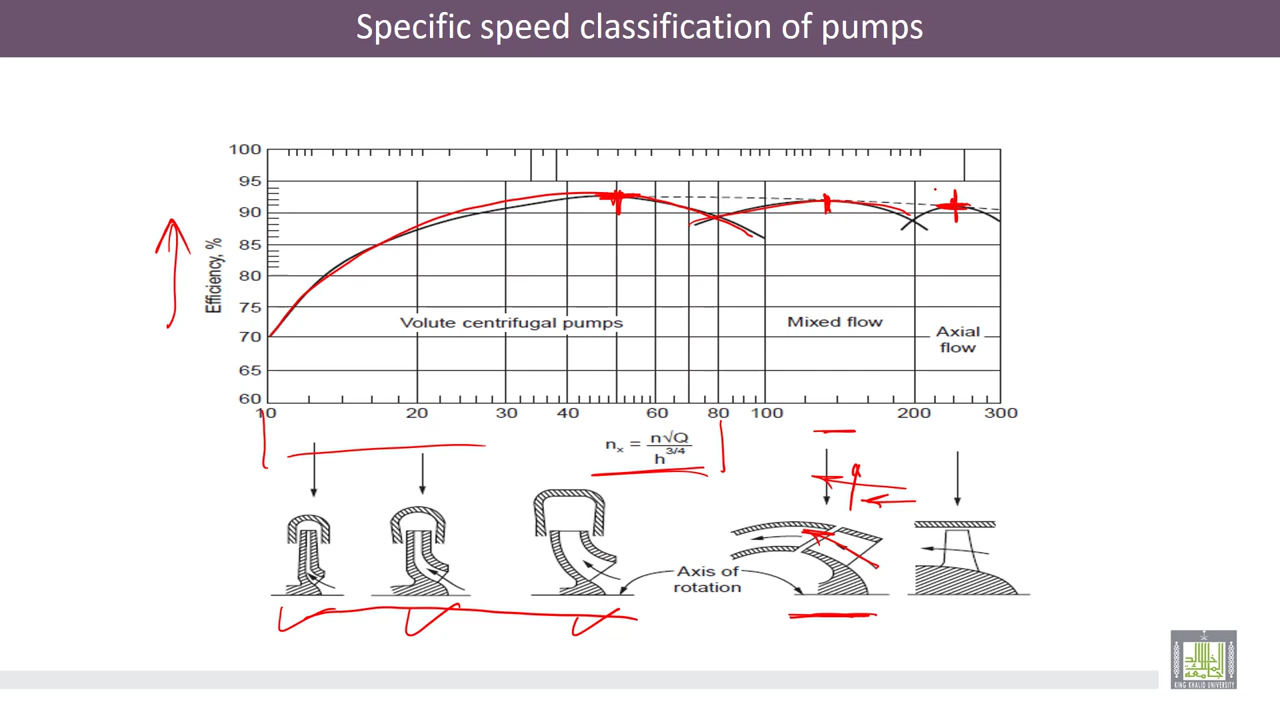 Specific speed classification of pumps
100
95
90
85
80
75
70
65
60
Efficiency, %
Volute centrifugal pumps
Mixed flow
Axial
flow
10 20 30 40 60 80 100 200 300
nₓ = n√Q / h^3/4
Axis of
rotation
KING KHALID UNIVERSITY